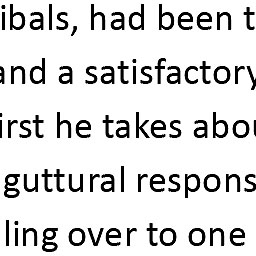 ibals, had been t
and a satisfactory
irst he takes abou
guttural respons
ling over to one